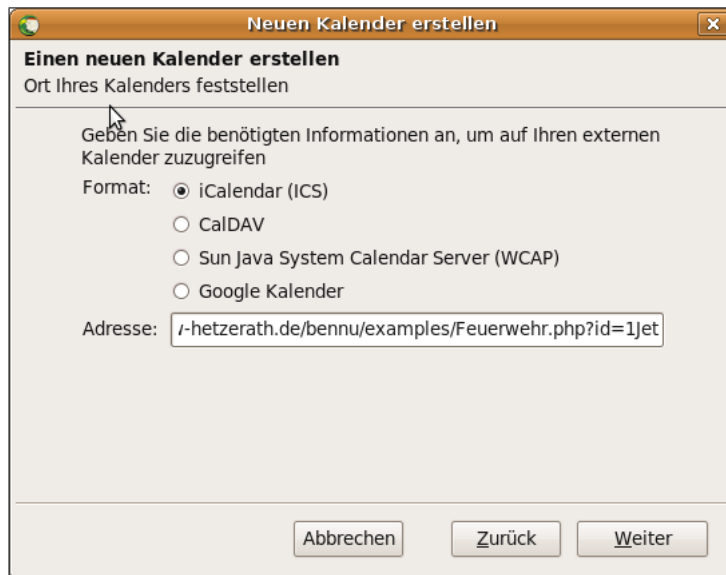 Neuen Kalender erstellen
Einen neuen Kalender erstellen
Ort Ihres Kalenders feststellen
Geben Sie die benötigten Informationen an, um auf Ihren externen
Kalender zuzugreifen
Format: iCalendar (ICS)
CalDAV
Sun Java System Calendar Server (WCAP)
Google Kalender
Adresse: -hetzerath.de/bennu/examples/Feuerwehr.php?id=1Jet
Abbrechen Zurück Weiter